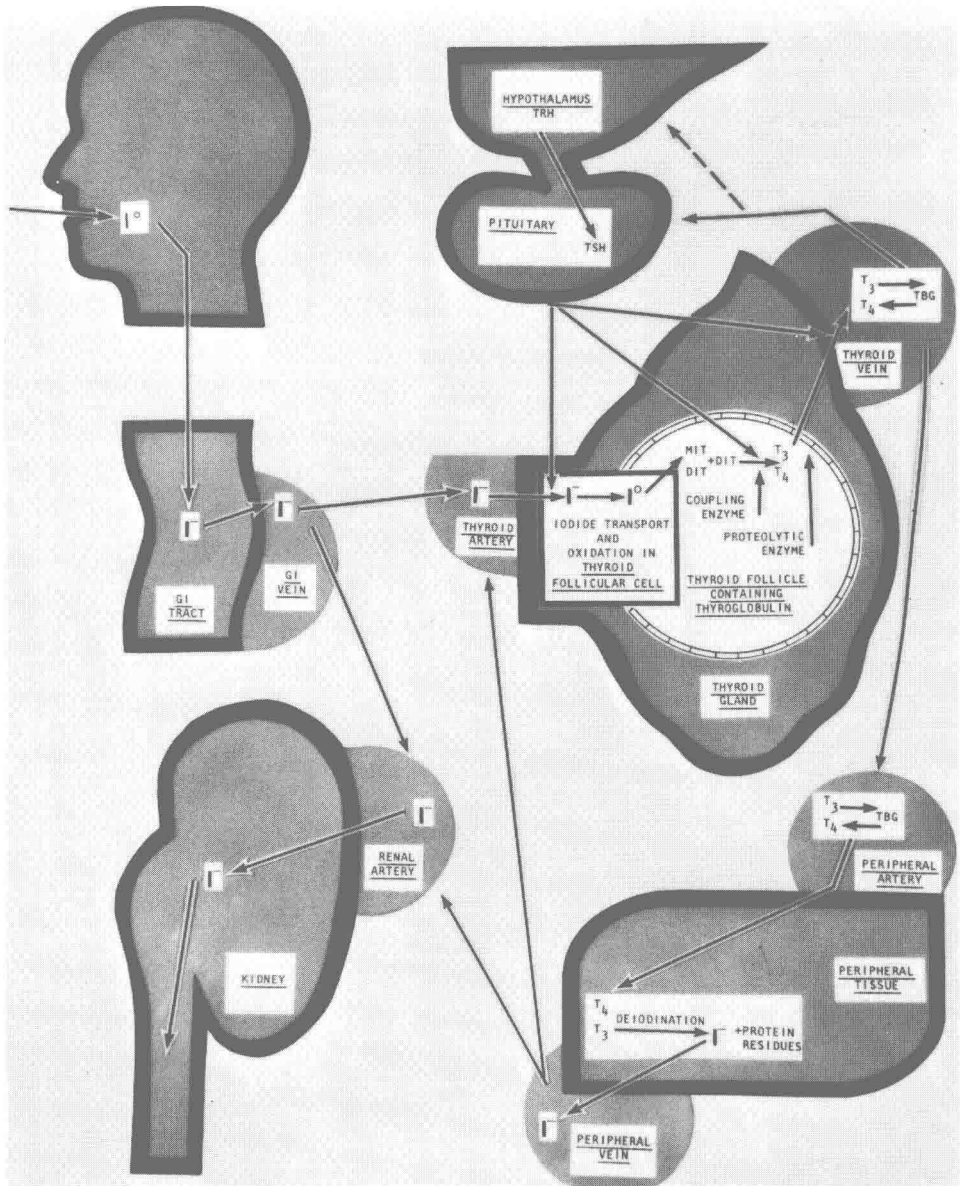 HYPOTHALAMUS
TRH
I°
PITUITARY
TSH
T₃
T₄
TBG
THYROID
VEIN
MIT
DIT
+DIT
T₃
T₄
I⁻
I⁻
I⁻
THYROID
ARTERY
I⁻
I°
COUPLING
ENZYME
IODIDE TRANSPORT
AND
OXIDATION IN
THYROID
FOLLICULAR CELL
PROTEOLYTIC
ENZYME
THYROID FOLLICLE
CONTAINING
THYROGLOBULIN
GI
TRACT
GI
VEIN
THYROID
GLAND
T₃
T₄
TBG
PERIPHERAL
ARTERY
I⁻
I⁻
RENAL
ARTERY
KIDNEY
PERIPHERAL
TISSUE
T₄
T₃
DEIODINATION
I⁻
+PROTEIN
RESIDUES
I⁻
PERIPHERAL
VEIN